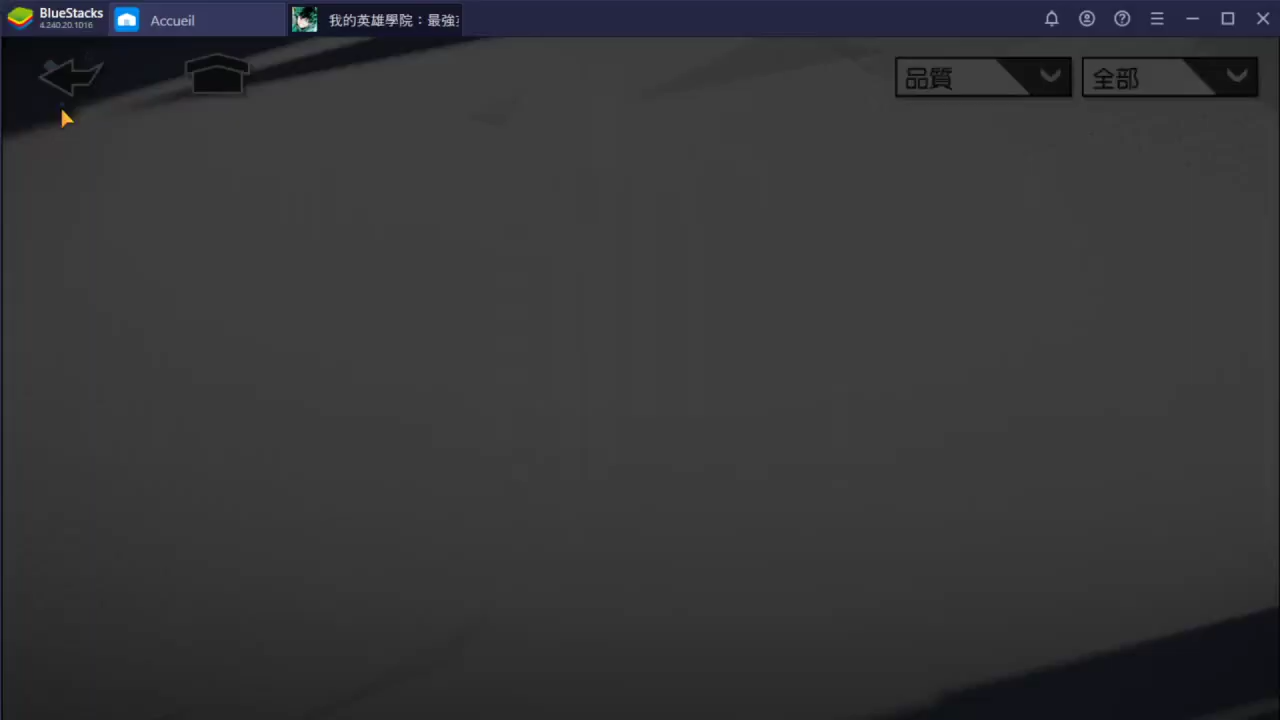 BlueStacks
4.240.20.1016
Accueil
我的英雄學院：最強
品質
全部